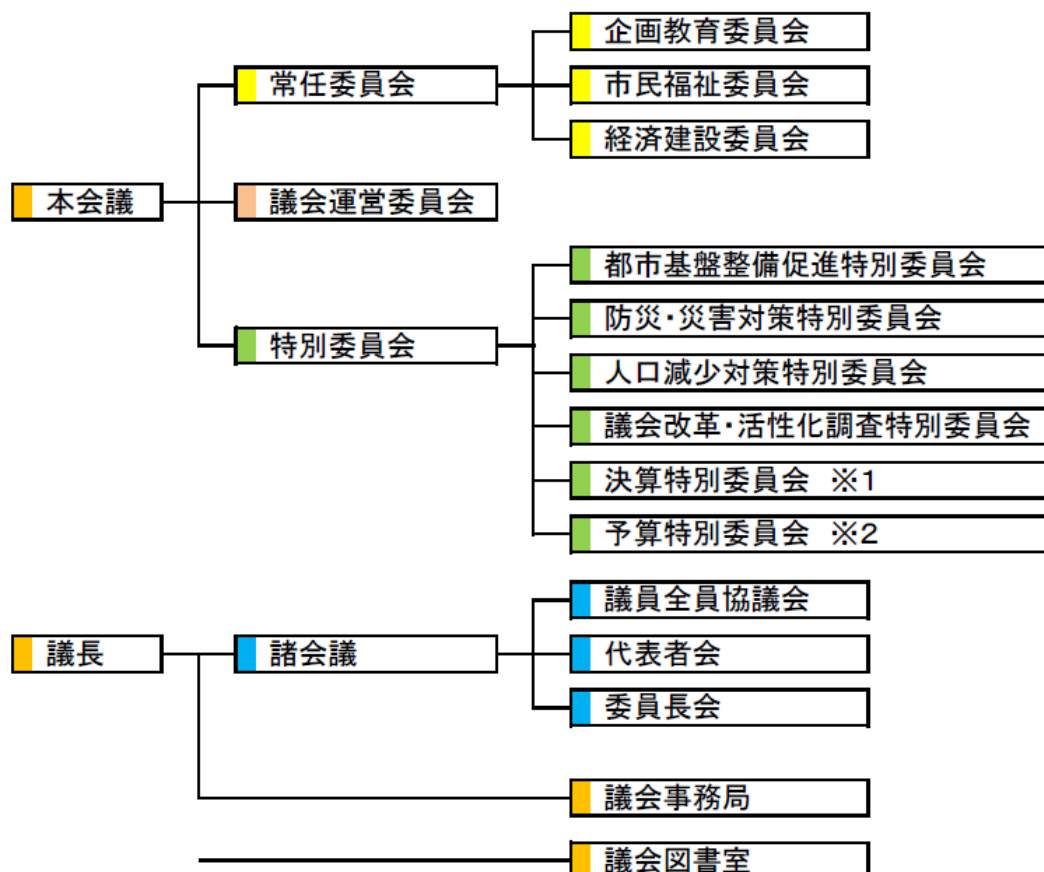 企画教育委員会
常任委員会
市民福祉委員会
経済建設委員会
本会議
議会運営委員会
都市基盤整備促進特別委員会
防災・災害対策特別委員会
特別委員会
人口減少対策特別委員会
議会改革・活性化調査特別委員会
決算特別委員会 ※1
予算特別委員会 ※2
議員全員協議会
議長
諸会議
代表者会
委員長会
議会事務局
議会図書室